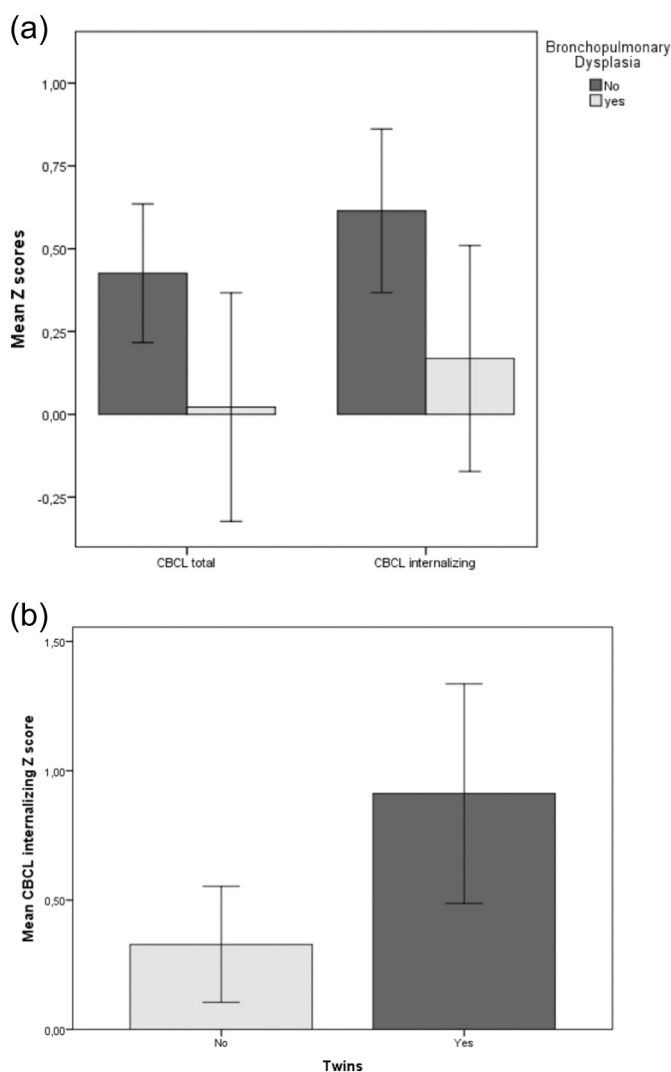 (a)
Bronchopulmonary
Dysplasia
No
yes
1,00
0,75
0,50
0,25
0,00
-0,25
Mean Z scores
CBCL total
CBCL internalizing
(b)
1,50
1,00
0,50
0,00
Mean CBCL internalizing Z score
No
Yes
Twins